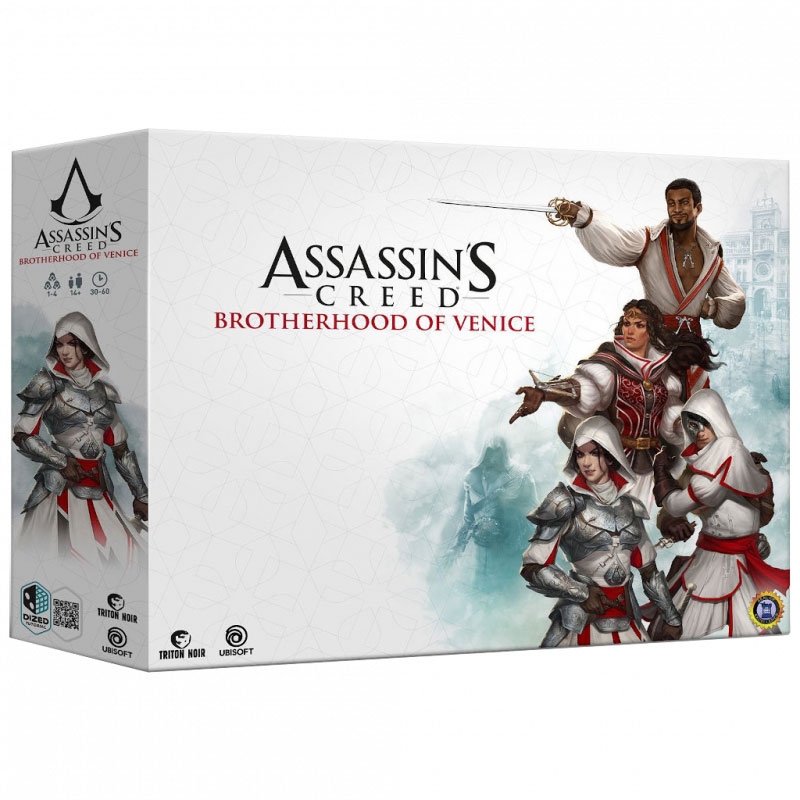 ASSASSIN'S
CREED
BROTHERHOOD OF VENICE
1-4
14+
30-60
DIZED
TRITON NOIR
UBISOFT
ASSASSIN'S
CREED
BROTHERHOOD OF VENICE
TRITON NOIR
UBISOFT